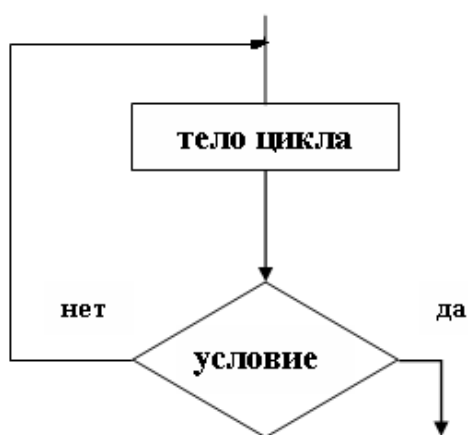 тело цикла
нет
да
условие